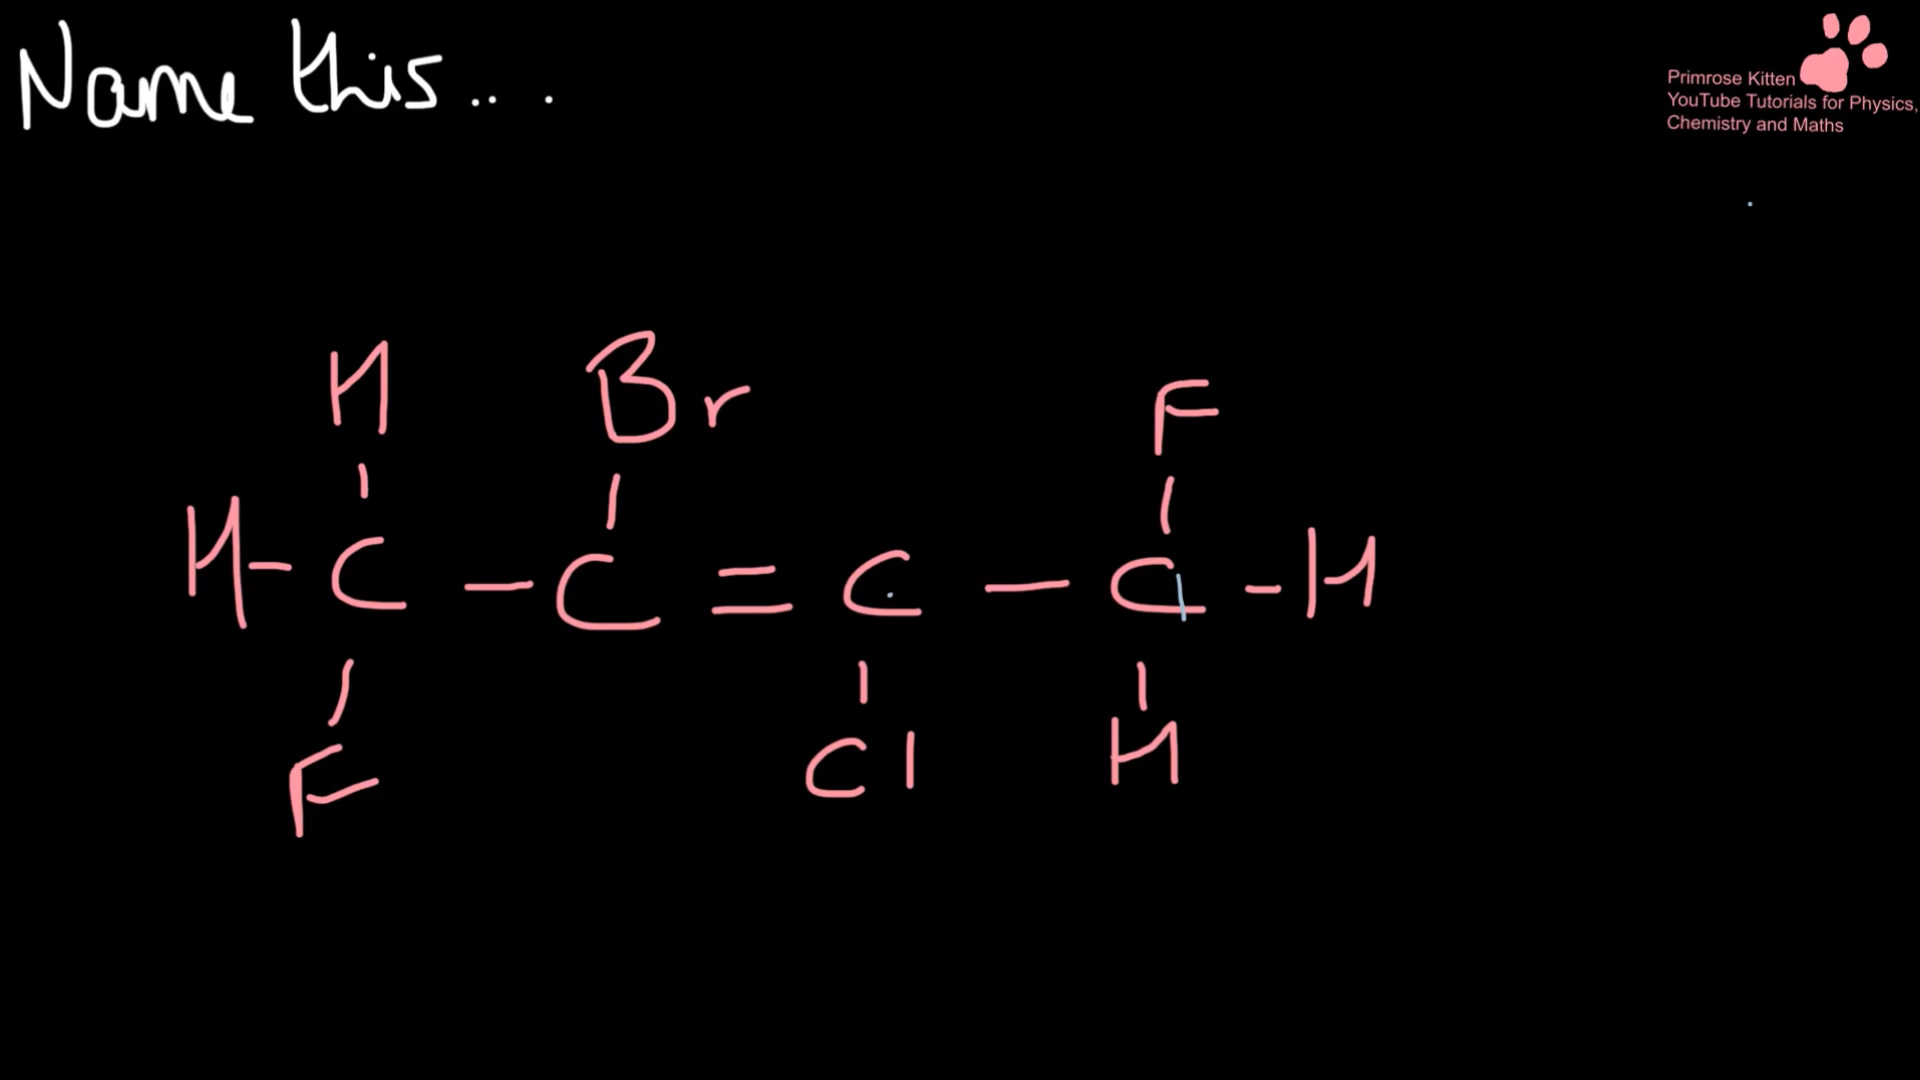 Name this...
Primrose Kitten
YouTube Tutorials for Physics,
Chemistry and Maths
H Br F
H-C-C=C-C-H
F Cl H